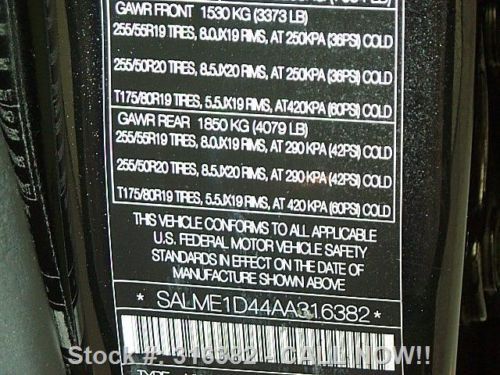 GAWR FRONT 1530 KG (3373 LB)
255/55R19 TIRES, 8.0JX19 RIMS, AT 250KPA (36PSI) COLD
255/50R20 TIRES, 8.5JX20 RIMS, AT 250KPA (36PSI) COLD
T175/80R19 TIRES, 5.5JX19 RIMS, AT420KPA (60PSI) COLD
GAWR REAR 1850 KG (4079 LB)
255/55R19 TIRES, 8.0JX19 RIMS, AT 290 KPA (42PSI) COLD
255/50R20 TIRES, 8.5JX20 RIMS, AT 290 KPA (42PSI) COLD
T175/80R19 TIRES, 5.5JX19 RIMS, AT 420 KPA (60PSI) COLD
THIS VEHICLE CONFORMS TO ALL APPLICABLE
U.S. FEDERAL MOTOR VEHICLE SAFETY
STANDARDS IN EFFECT ON THE DATE OF
MANUFACTURE SHOWN ABOVE
* SALME1D44AA316382 *
Stock #: 316382 - CALL NOW!!
TYPE